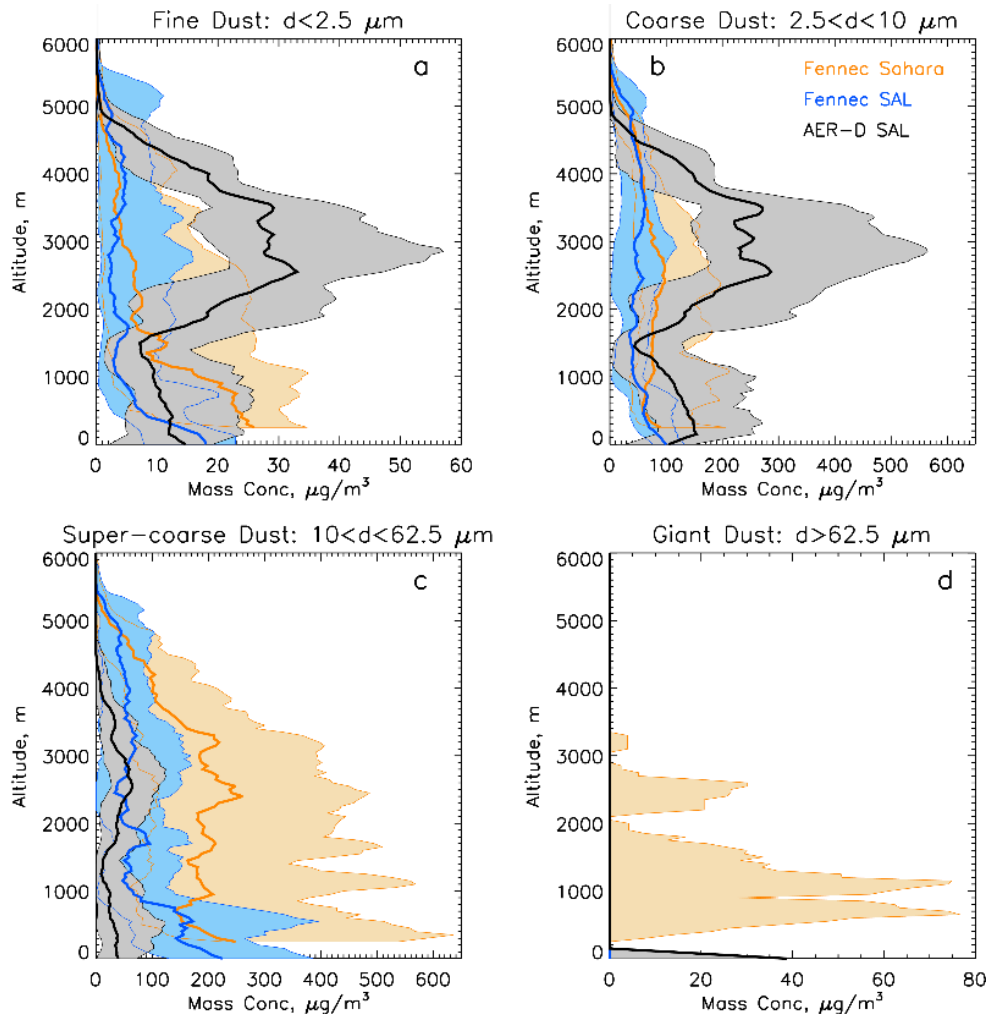 Fine Dust: d<2.5 μm
Coarse Dust: 2.5<d<10 μm
6000
5000
4000
3000
2000
1000
0
Altitude, m
a
0 10 20 30 40 50 60
Mass Conc, μg/m³
6000
5000
4000
3000
2000
1000
0
Altitude, m
b
Fennec Sahara
Fennec SAL
AER-D SAL
0 100 200 300 400 500 600
Mass Conc, μg/m³
Super-coarse Dust: 10<d<62.5 μm
Giant Dust: d>62.5 μm
6000
5000
4000
3000
2000
1000
0
Altitude, m
c
0 100 200 300 400 500 600
Mass Conc, μg/m³
6000
5000
4000
3000
2000
1000
0
Altitude, m
d
0 20 40 60 80
Mass Conc, μg/m³